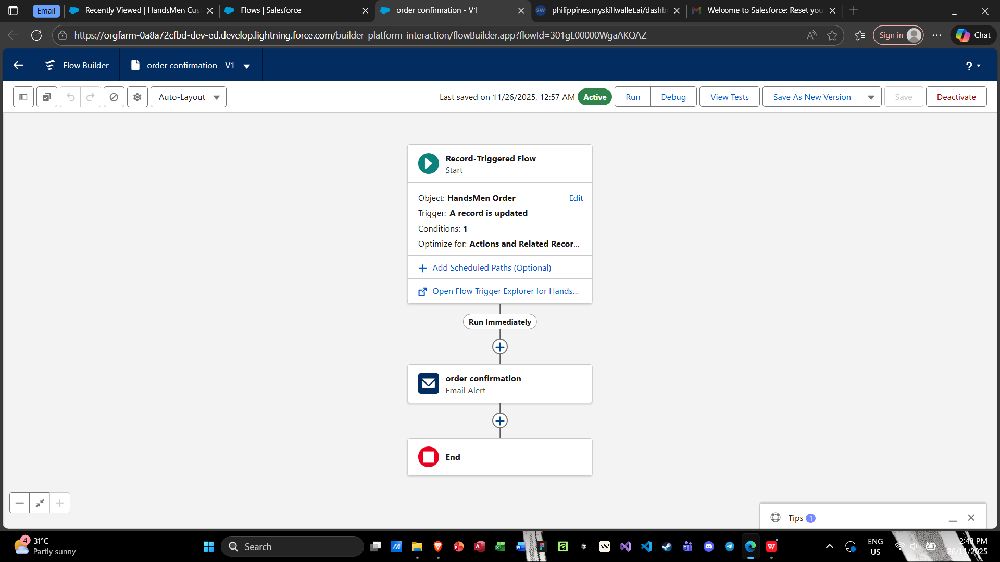 Email
Recently Viewed | HandsMen Cus
Flows | Salesforce
order confirmation - V1
SW
philippines.myskillwallet.ai/dashb
Welcome to Salesforce: Reset you
https://orgfarm-0a8a72cfbd-dev-ed.develop.lightning.force.com/builder_platform_interaction/flowBuilder.app?flowId=301gL00000WgaAKQAZ
Sign in
Chat
Flow Builder
order confirmation - V1
?
Auto-Layout
Last saved on 11/26/2025, 12:57 AM
Active
Run
Debug
View Tests
Save As New Version
Save
Deactivate
Record-Triggered Flow
Start
Object: HandsMen Order
Edit
Trigger: A record is updated
Conditions: 1
Optimize for: Actions and Related Recor...
Add Scheduled Paths (Optional)
Open Flow Trigger Explorer for Hands...
Run Immediately
order confirmation
Email Alert
End
Tips 1
4
31°C
Partly sunny
Search
ENG
US
2:48 PM
26/11/2025